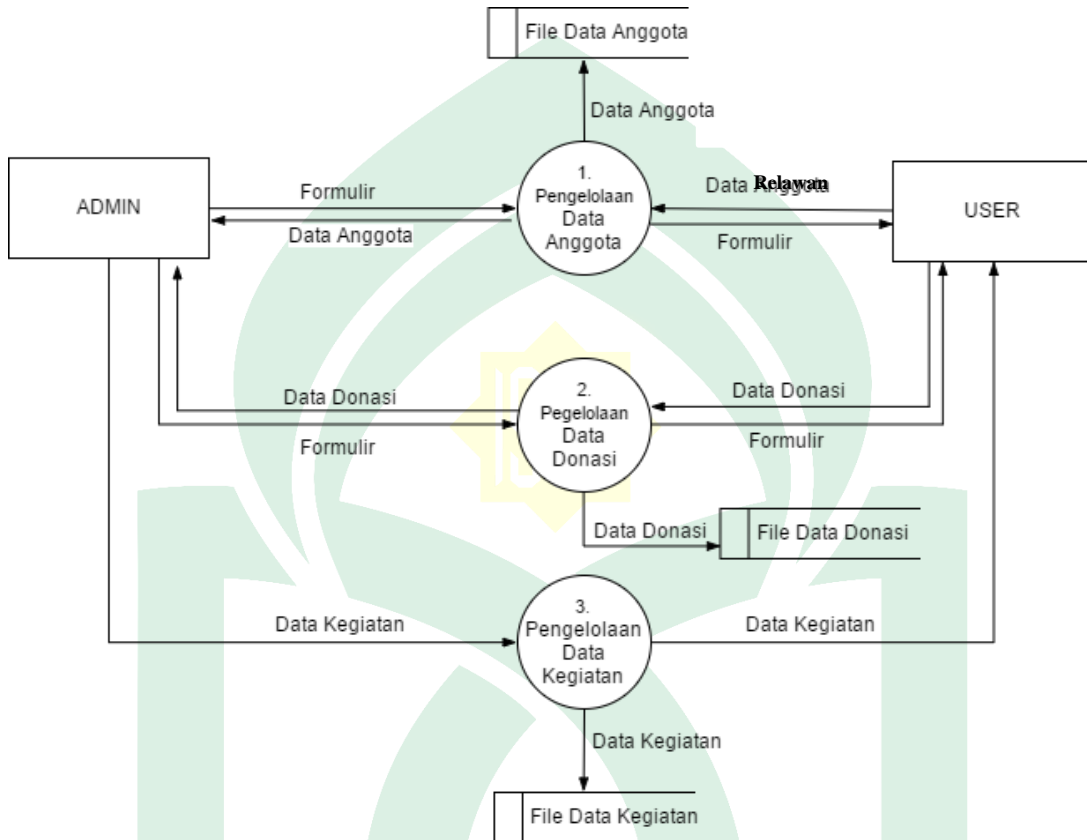 File Data Anggota
Data Anggota
ADMIN
Formulir
Data Anggota
1.
Pengelolaan
Data
Anggota
Data Anggota
Relawan
Formulir
USER
Data Donasi
Formulir
2.
Pegelolaan
Data
Donasi
Data Donasi
Formulir
Data Donasi
File Data Donasi
Data Kegiatan
3.
Pengelolaan
Data
Kegiatan
Data Kegiatan
Data Kegiatan
File Data Kegiatan